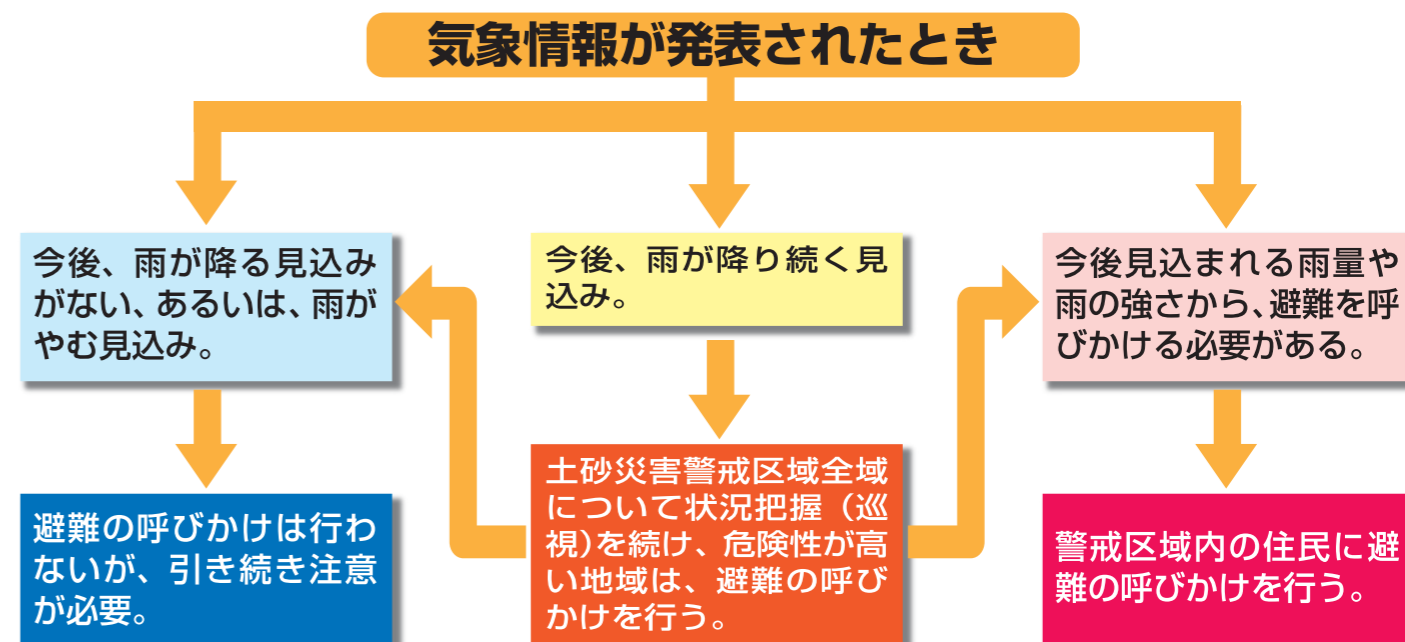 気象情報が発表されたとき
今後、雨が降る見込み
がない、あるいは、雨が
やむ見込み。
今後、雨が降り続く見
込み。
今後見込まれる雨量や
雨の強さから、避難を呼
びかける必要がある。
避難の呼びかけは行わ
ないが、引き続き注意
が必要。
土砂災害警戒区域全域
について状況把握（巡
視）を続け、危険性が高
い地域は、避難の呼び
かけを行う。
警戒区域内の住民に避
難の呼びかけを行う。